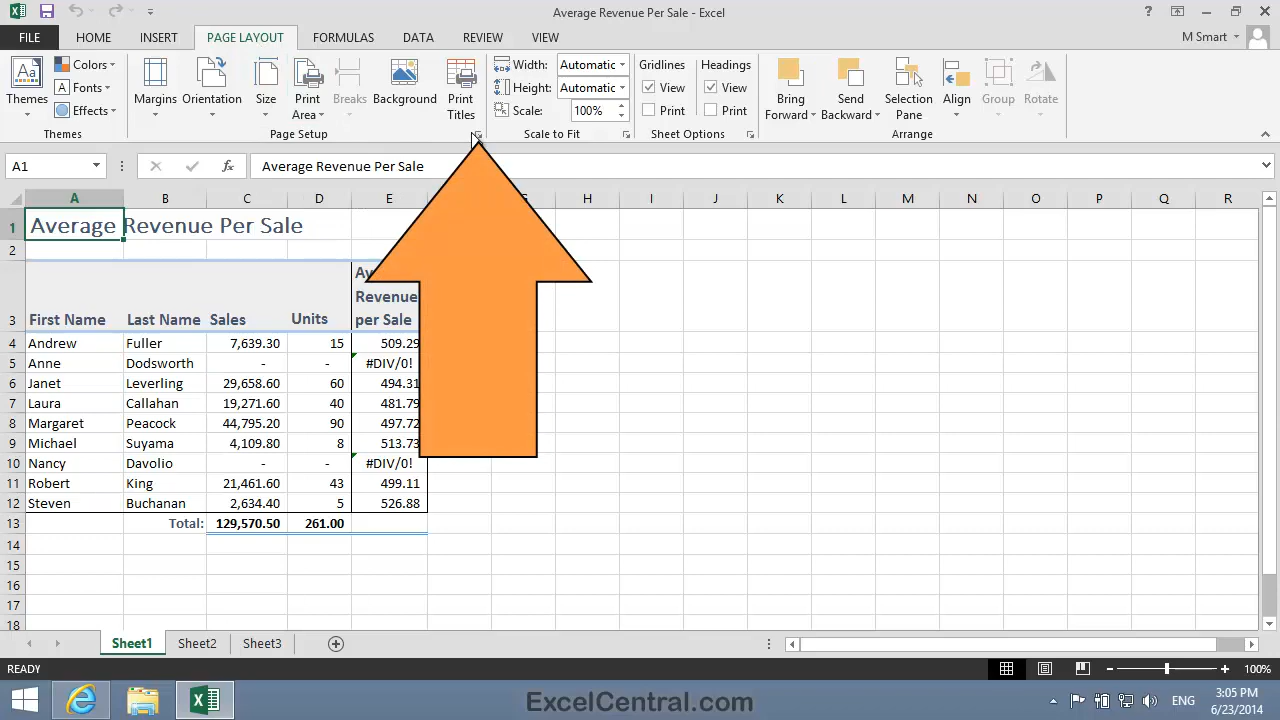 Average Revenue Per Sale - Excel
FILE HOME INSERT PAGE LAYOUT FORMULAS DATA REVIEW VIEW M Smart
Themes
Colors
Fonts
Effects
Themes
Margins
Orientation
Size
Print Area
Breaks
Background
Print Titles
Page Setup
Width: Automatic
Height: Automatic
Scale: 100%
Scale to Fit
Gridlines Headings
View View
Print Print
Sheet Options
Bring Forward
Send Backward
Selection Pane
Align
Group
Rotate
Arrange
A1 fx Average Revenue Per Sale
A B C D E H I J K L M N O P Q R
1 Average Revenue Per Sale
2
3 First Name Last Name Sales Units Revenue per Sale
4 Andrew Fuller 7,639.30 15 509.29
5 Anne Dodsworth - - #DIV/0!
6 Janet Leverling 29,658.60 60 494.31
7 Laura Callahan 19,271.60 40 481.79
8 Margaret Peacock 44,795.20 90 497.72
9 Michael Suyama 4,109.80 8 513.73
10 Nancy Davolio - - #DIV/0!
11 Robert King 21,461.60 43 499.11
12 Steven Buchanan 2,634.40 5 526.88
13 Total: 129,570.50 261.00
14
15
16
17
18
Sheet1 Sheet2 Sheet3
READY 100%
ExcelCentral.com
ENG
3:05 PM
6/23/2014